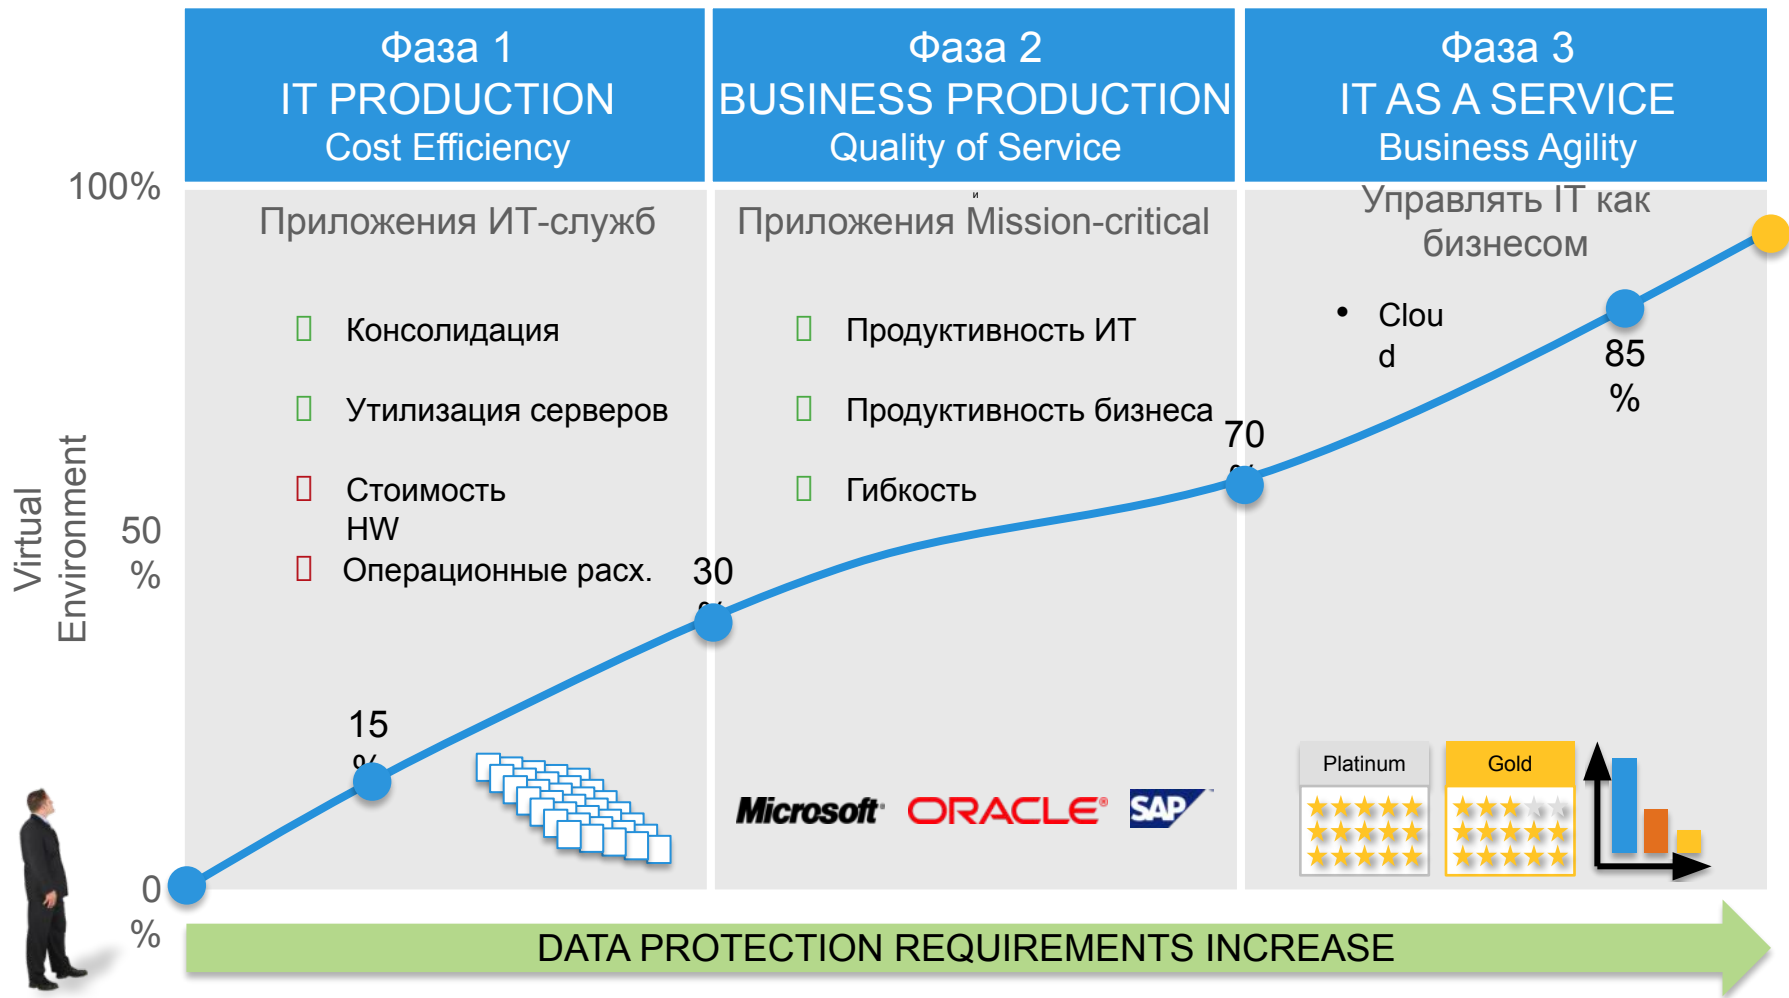 Фаза 1
IT PRODUCTION
Cost Efficiency
Фаза 2
BUSINESS PRODUCTION
Quality of Service
Фаза 3
IT AS A SERVICE
Business Agility
100%
50
%
0
%
Virtual
Environment
Приложения ИТ-служб
Консолидация
Утилизация серверов
Стоимость
HW
Операционные расх.
15
%
30
%
и
Приложения Mission-critical
Продуктивность ИТ
Продуктивность бизнеса
Гибкость
70
%
Microsoft
ORACLE®
SAP
Управлять IT как
бизнесом
• Clou
d
85
%
Platinum
Gold
DATA PROTECTION REQUIREMENTS INCREASE